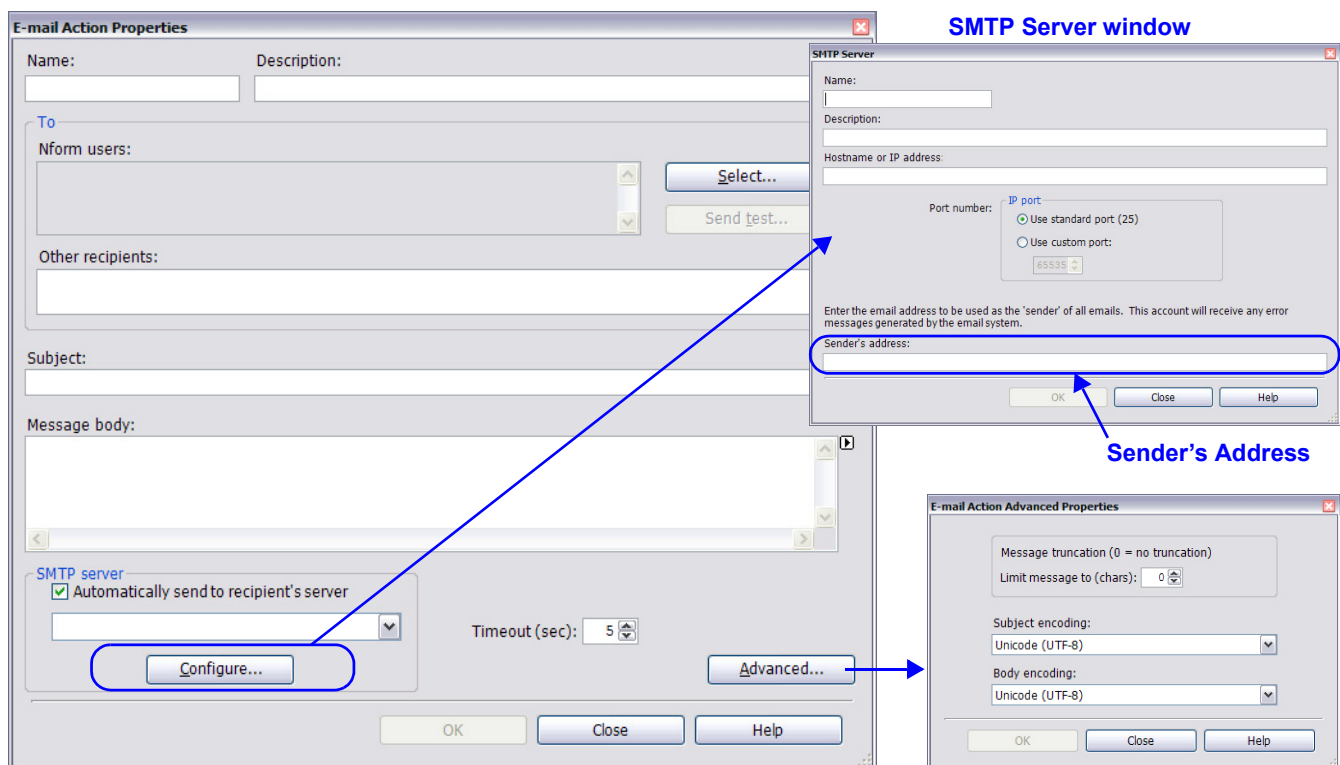 E-mail Action Properties
Name:
Description:
To
Nform users:
Select...
Send test...
Other recipients:
Subject:
Message body:
SMTP server
Automatically send to recipient's server
Configure...
Timeout (sec): 5
Advanced...
OK Close Help
SMTP Server window
SMTP Server
Name:
Description:
Hostname or IP address:
Port number:
IP port
Use standard port (25)
Use custom port:
65535
Enter the email address to be used as the 'sender' of all emails. This account will receive any error
messages generated by the email system.
Sender's address:
OK Close Help
Sender’s Address
E-mail Action Advanced Properties
Message truncation (0 = no truncation)
Limit message to (chars): 0
Subject encoding:
Unicode (UTF-8)
Body encoding:
Unicode (UTF-8)
OK Close Help